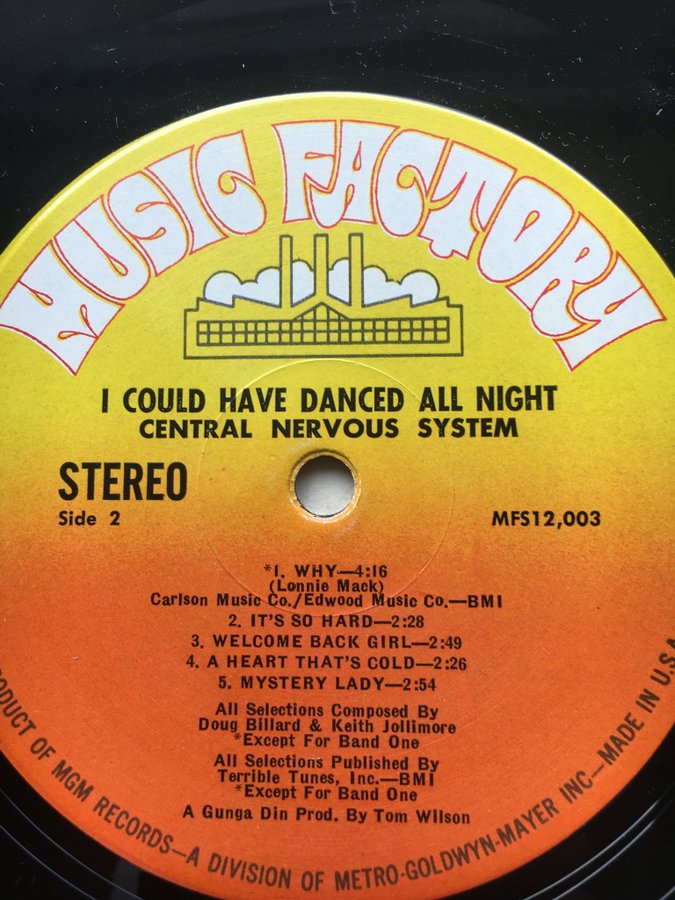 MUSIC FACTORY
I COULD HAVE DANCED ALL NIGHT
CENTRAL NERVOUS SYSTEM
STEREO
Side 2
MFS12,003
*1. WHY—4:16
(Lonnie Mack)
Carlson Music Co./Edwood Music Co.—BMI
2. IT'S SO HARD—2:28
3. WELCOME BACK GIRL—2:49
4. A HEART THAT'S COLD—2:26
5. MYSTERY LADY—2:54
All Selections Composed By
Doug Billard & Keith Jollimore
*Except For Band One
All Selections Published By
Terrible Tunes, Inc.—BMI
*Except For Band One
A Gunga Din Prod. By Tom Wilson
PRODUCT OF MGM RECORDS—A DIVISION OF METRO-GOLDWYN-MAYER INC—MADE IN U.S.A